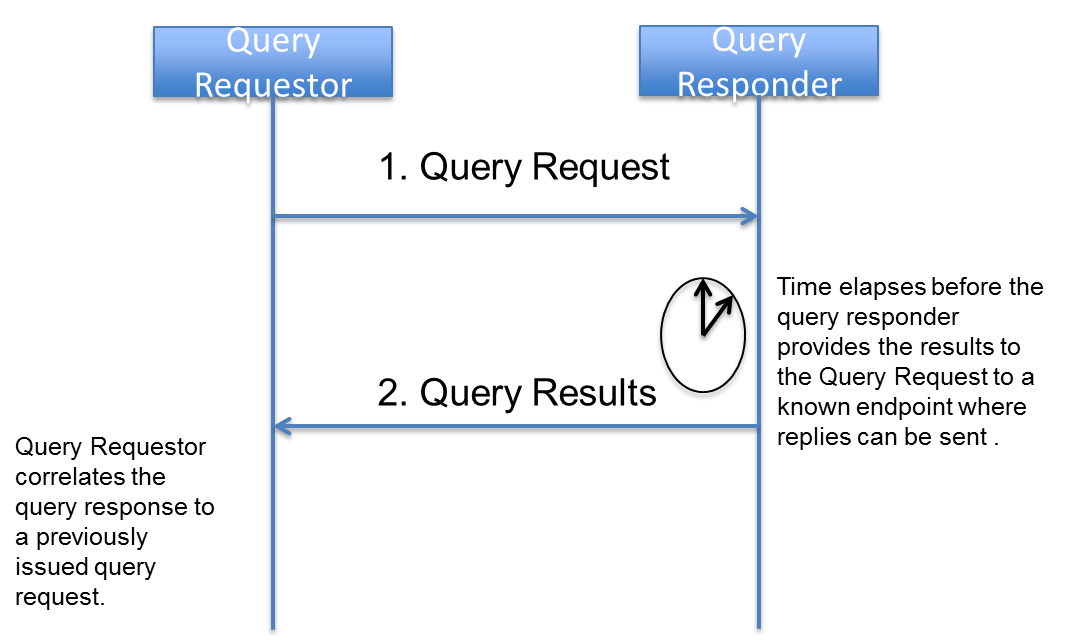 Query
Requestor
Query
Responder
1. Query Request
Time elapses before the
query responder
provides the results to
the Query Request to a
known endpoint where
replies can be sent .
2. Query Results
Query Requestor
correlates the
query response to
a previously
issued query
request.